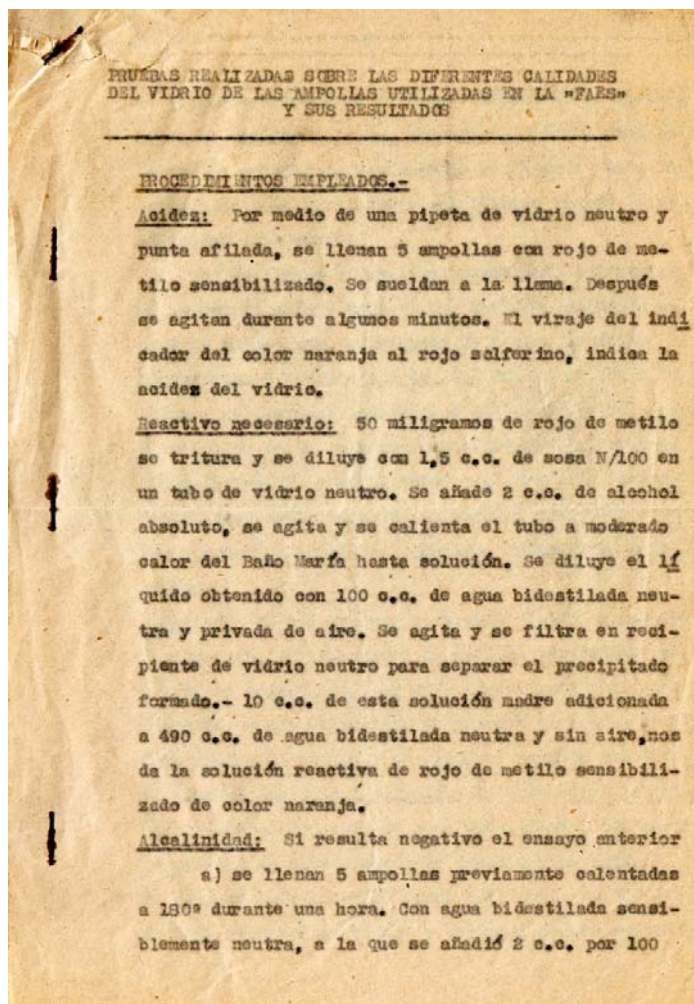 PRUEBAS REALIZADAS SOBRE LAS DIFERENTES CALIDADES
DEL VIDRIO DE LAS AMPOLLAS UTILIZADAS EN LA "FAES"
Y SUS RESULTADOS
PROCEDIMIENTOS EMPLEADOS.-
Acidez: Por medio de una pipeta de vidrio neutro y
punta afilada, se llenan 5 ampollas con rojo de me-
tilo sensibilizado. Se sueldan a la llama. Después
se agitan durante algunos minutos. El viraje del indi
cador del color naranja al rojo solferino, indica la
acidez del vidrio.
Reactivo necesario: 50 miligramos de rojo de metilo
se tritura y se diluye con 1,5 c.c. de sosa N/100 en
un tubo de vidrio neutro. Se añade 2 c.c. de alcohol
absoluto, se agita y se calienta el tubo a moderado
calor del Baño María hasta solución. Se diluye el lí
quido obtenido con 100 c.c. de agua bidestilada neu-
tra y privada de aire. Se agita y se filtra en reci-
piente de vidrio neutro para separar el precipitado
formado.- 10 c.c. de esta solución madre adicionada
a 490 c.c. de agua bidestilada neutra y sin aire,nos
da la solución reactiva de rojo de metilo sensibili-
zado de color naranja.
Alcalinidad: Si resulta negativo el ensayo anterior
a) se llenan 5 ampollas previamente calentadas
a 180º durante una hora. Con agua bidestilada sensi-
blemente neutra, a la que se añadió 2 c.c. por 100